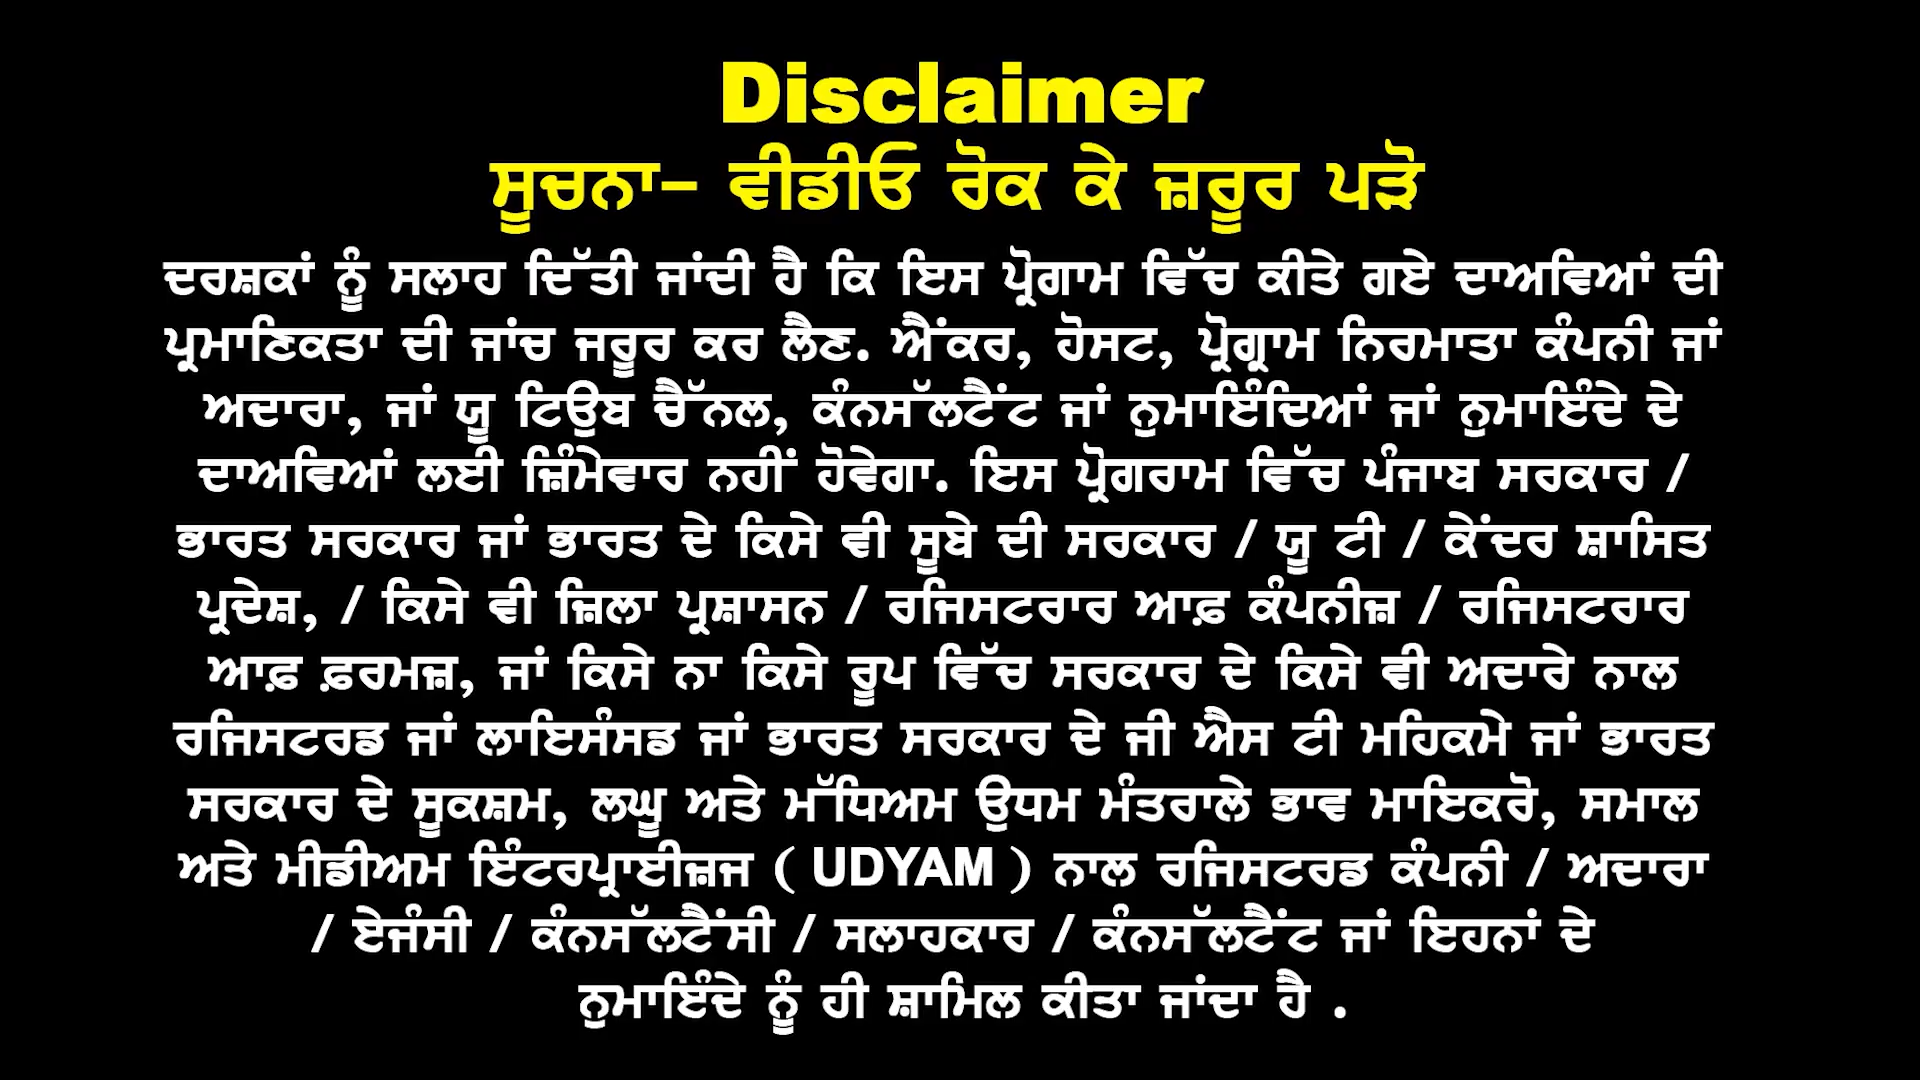 Disclaimer
ਸੂਚਨਾ- ਵੀਡੀਓ ਰੋਕ ਕੇ ਜ਼ਰੂਰ ਪੜੋ
ਦਰਸ਼ਕਾਂ ਨੂੰ ਸਲਾਹ ਦਿੱਤੀ ਜਾਂਦੀ ਹੈ ਕਿ ਇਸ ਪ੍ਰੋਗਾਮ ਵਿੱਚ ਕੀਤੇ ਗਏ ਦਾਅਵਿਆਂ ਦੀ
ਪ੍ਰਮਾਣਿਕਤਾ ਦੀ ਜਾਂਚ ਜਰੂਰ ਕਰ ਲੈਣ. ਐਂਕਰ, ਹੋਸਟ, ਪ੍ਰੋਗ੍ਰਾਮ ਨਿਰਮਾਤਾ ਕੰਪਨੀ ਜਾਂ
ਅਦਾਰਾ, ਜਾਂ ਯੂ ਟਿਉਬ ਚੈੱਨਲ, ਕੰਨਸੱਲਟੈਂਟ ਜਾਂ ਨੁਮਾਇੰਦਿਆਂ ਜਾਂ ਨੁਮਾਇੰਦੇ ਦੇ
ਦਾਅਵਿਆਂ ਲਈ ਜ਼ਿੰਮੇਵਾਰ ਨਹੀਂ ਹੋਵੇਗਾ. ਇਸ ਪ੍ਰੋਗਰਾਮ ਵਿੱਚ ਪੰਜਾਬ ਸਰਕਾਰ /
ਭਾਰਤ ਸਰਕਾਰ ਜਾਂ ਭਾਰਤ ਦੇ ਕਿਸੇ ਵੀ ਸੂਬੇ ਦੀ ਸਰਕਾਰ / ਯੂ ਟੀ / ਕੇਂਦਰ ਸ਼ਾਸਿਤ
ਪ੍ਰਦੇਸ਼, / ਕਿਸੇ ਵੀ ਜ਼ਿਲਾ ਪ੍ਰਸ਼ਾਸਨ / ਰਜਿਸਟਰਾਰ ਆਫ਼ ਕੰਪਨੀਜ਼ / ਰਜਿਸਟਰਾਰ
ਆਫ਼ ਫ਼ਰਮਜ਼, ਜਾਂ ਕਿਸੇ ਨਾ ਕਿਸੇ ਰੂਪ ਵਿੱਚ ਸਰਕਾਰ ਦੇ ਕਿਸੇ ਵੀ ਅਦਾਰੇ ਨਾਲ
ਰਜਿਸਟਰਡ ਜਾਂ ਲਾਇਸੰਸਡ ਜਾਂ ਭਾਰਤ ਸਰਕਾਰ ਦੇ ਜੀ ਐਸ ਟੀ ਮਹਿਕਮੇ ਜਾਂ ਭਾਰਤ
ਸਰਕਾਰ ਦੇ ਸੂਕਸ਼ਮ, ਲਘੂ ਅਤੇ ਮੱਧਿਅਮ ਉਧਮ ਮੰਤਰਾਲੇ ਭਾਵ ਮਾਇਕਰੋ, ਸਮਾਲ
ਅਤੇ ਮੀਡੀਅਮ ਇੰਟਰਪ੍ਰਾਈਜ਼ਜ ( UDYAM ) ਨਾਲ ਰਜਿਸਟਰਡ ਕੰਪਨੀ / ਅਦਾਰਾ
/ ਏਜੰਸੀ / ਕੰਨਸੱਲਟੈਂਸੀ / ਸਲਾਹਕਾਰ / ਕੰਨਸੱਲਟੈਂਟ ਜਾਂ ਇਹਨਾਂ ਦੇ
ਨੁਮਾਇੰਦੇ ਨੂੰ ਹੀ ਸ਼ਾਮਿਲ ਕੀਤਾ ਜਾਂਦਾ ਹੈ .